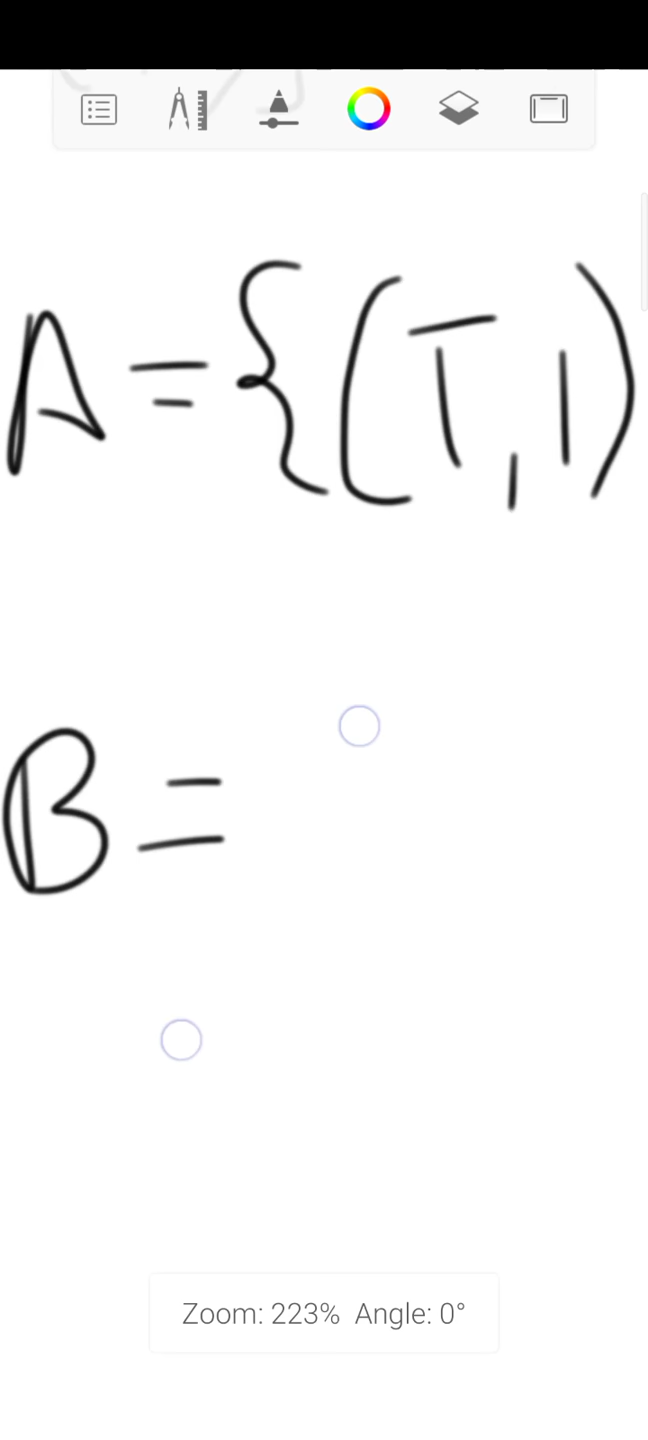 A = {(T, 1)
B =
Zoom: 223% Angle: 0°